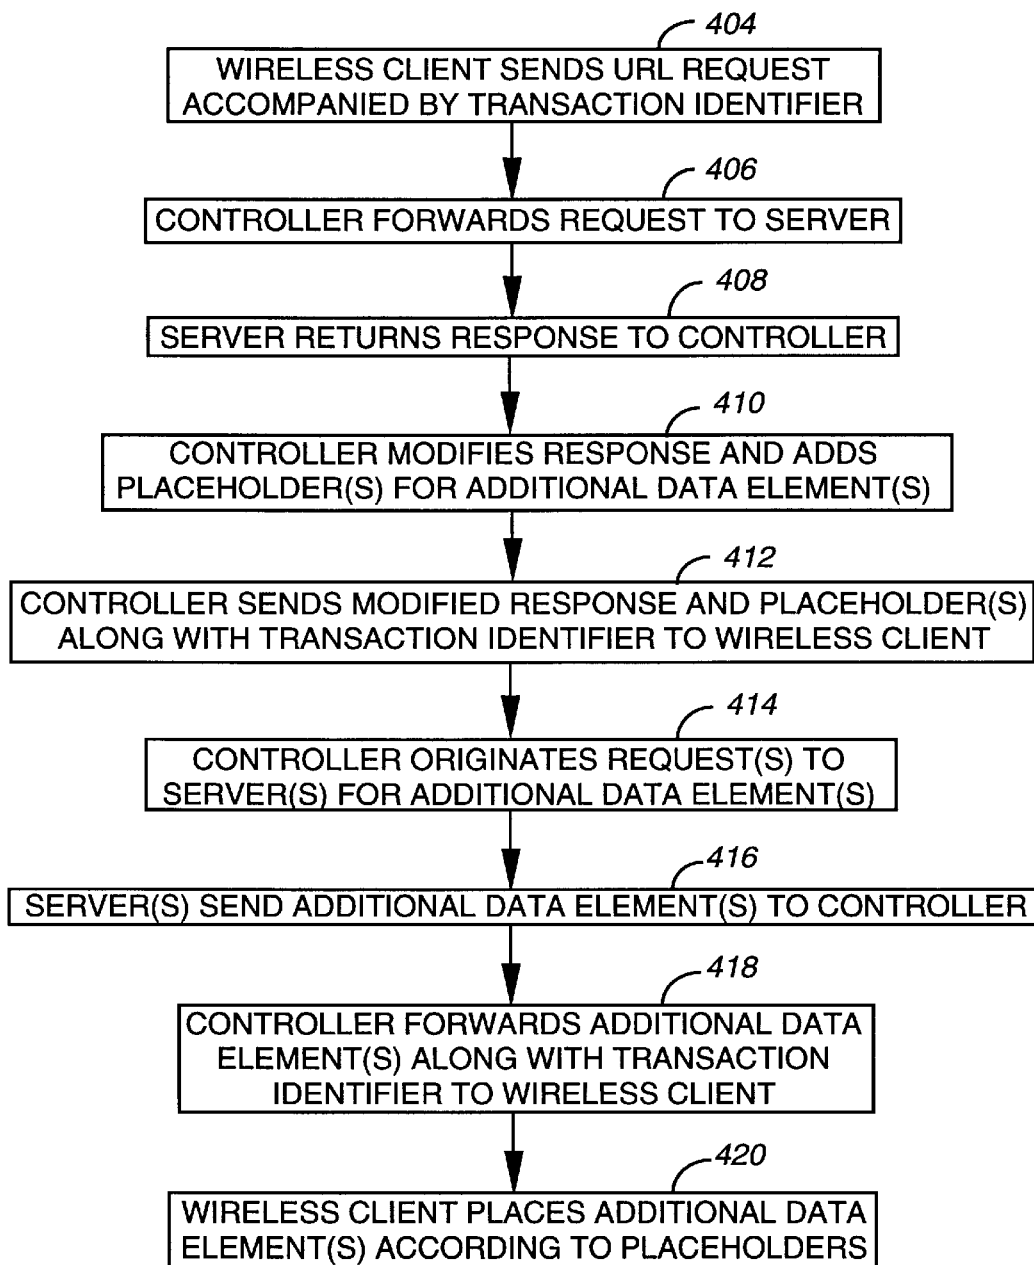 404
WIRELESS CLIENT SENDS URL REQUEST
ACCOMPANIED BY TRANSACTION IDENTIFIER
406
CONTROLLER FORWARDS REQUEST TO SERVER
408
SERVER RETURNS RESPONSE TO CONTROLLER
410
CONTROLLER MODIFIES RESPONSE AND ADDS
PLACEHOLDER(S) FOR ADDITIONAL DATA ELEMENT(S)
412
CONTROLLER SENDS MODIFIED RESPONSE AND PLACEHOLDER(S)
ALONG WITH TRANSACTION IDENTIFIER TO WIRELESS CLIENT
414
CONTROLLER ORIGINATES REQUEST(S) TO
SERVER(S) FOR ADDITIONAL DATA ELEMENT(S)
416
SERVER(S) SEND ADDITIONAL DATA ELEMENT(S) TO CONTROLLER
418
CONTROLLER FORWARDS ADDITIONAL DATA
ELEMENT(S) ALONG WITH TRANSACTION
IDENTIFIER TO WIRELESS CLIENT
420
WIRELESS CLIENT PLACES ADDITIONAL DATA
ELEMENT(S) ACCORDING TO PLACEHOLDERS